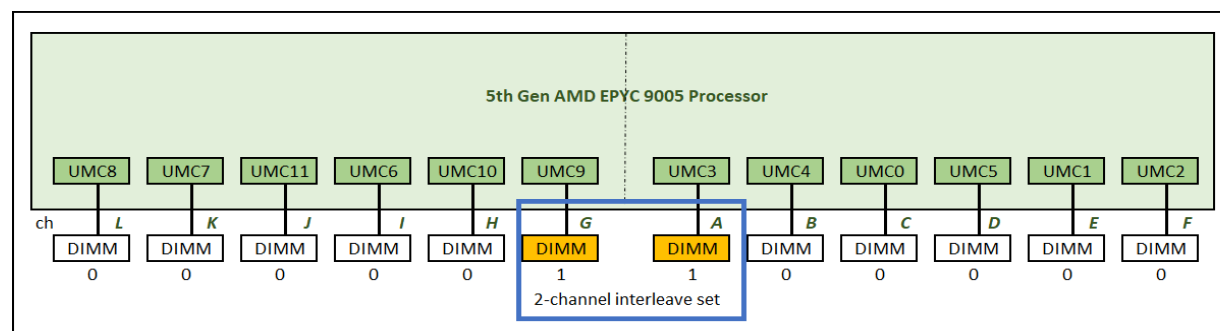 5th Gen AMD EPYC 9005 Processor
UMC8 UMC7 UMC11 UMC6 UMC10 UMC9 UMC3 UMC4 UMC0 UMC5 UMC1 UMC2
ch L K J I H G A B C D E F
DIMM DIMM DIMM DIMM DIMM DIMM DIMM DIMM DIMM DIMM DIMM DIMM
0 0 0 0 0 1 1 0 0 0 0 0
2-channel interleave set